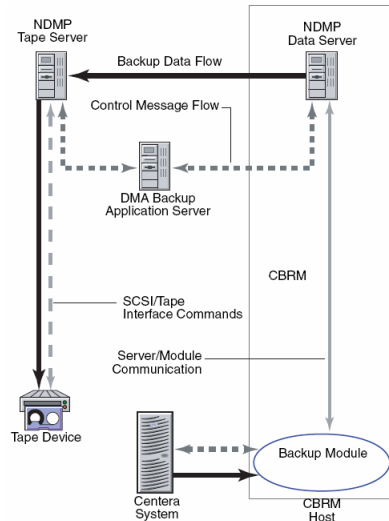 NDMP
Tape Server
NDMP
Data Server
Backup Data Flow
Control Message Flow
DMA Backup
Application Server
CBRM
SCSI/Tape
Interface Commands
Server/Module
Communication
Tape Device
Backup Module
Centera
System
CBRM
Host